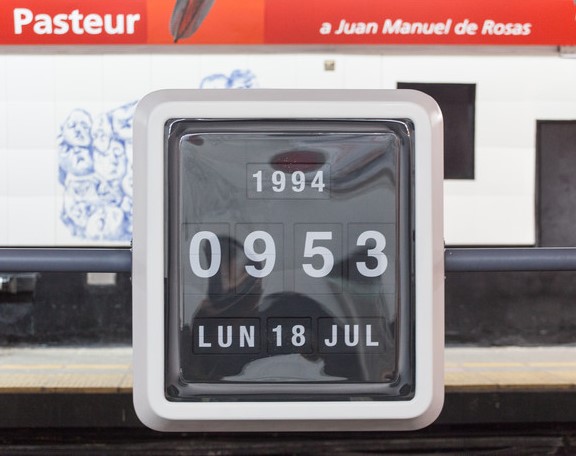 Pasteur
a Juan Manuel de Rosas
1994
0953
LUN 18 JUL